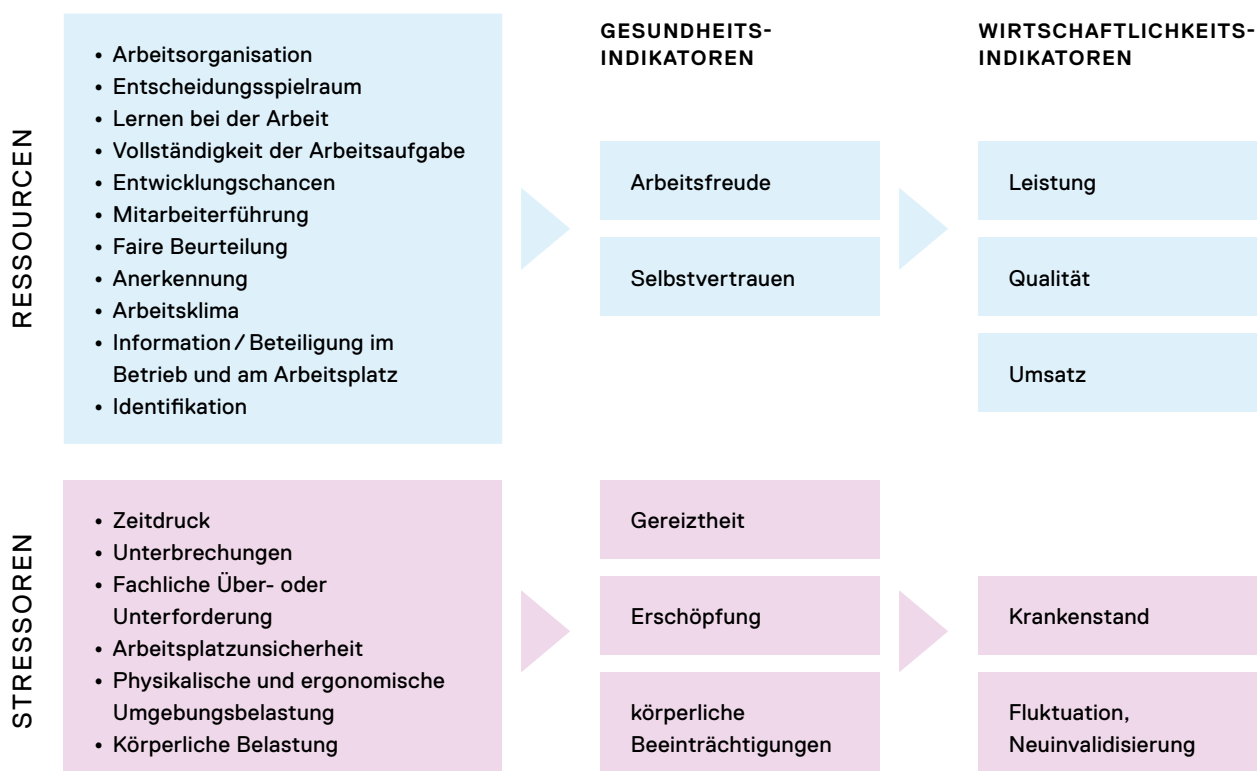 RESSOURCEN
• Arbeitsorganisation
• Entscheidungsspielraum
• Lernen bei der Arbeit
• Vollständigkeit der Arbeitsaufgabe
• Entwicklungschancen
• Mitarbeiterführung
• Faire Beurteilung
• Anerkennung
• Arbeitsklima
• Information / Beteiligung im
Betrieb und am Arbeitsplatz
• Identifikation
GESUNDHEITS-
INDIKATOREN
Arbeitsfreude
Selbstvertrauen
WIRTSCHAFTLICHKEITS-
INDIKATOREN
Leistung
Qualität
Umsatz
STRESSOREN
• Zeitdruck
• Unterbrechungen
• Fachliche Über- oder
Unterforderung
• Arbeitsplatzunsicherheit
• Physikalische und ergonomische
Umgebungsbelastung
• Körperliche Belastung
Gereiztheit
Erschöpfung
körperliche
Beeinträchtigungen
Krankenstand
Fluktuation,
Neuinvalidisierung